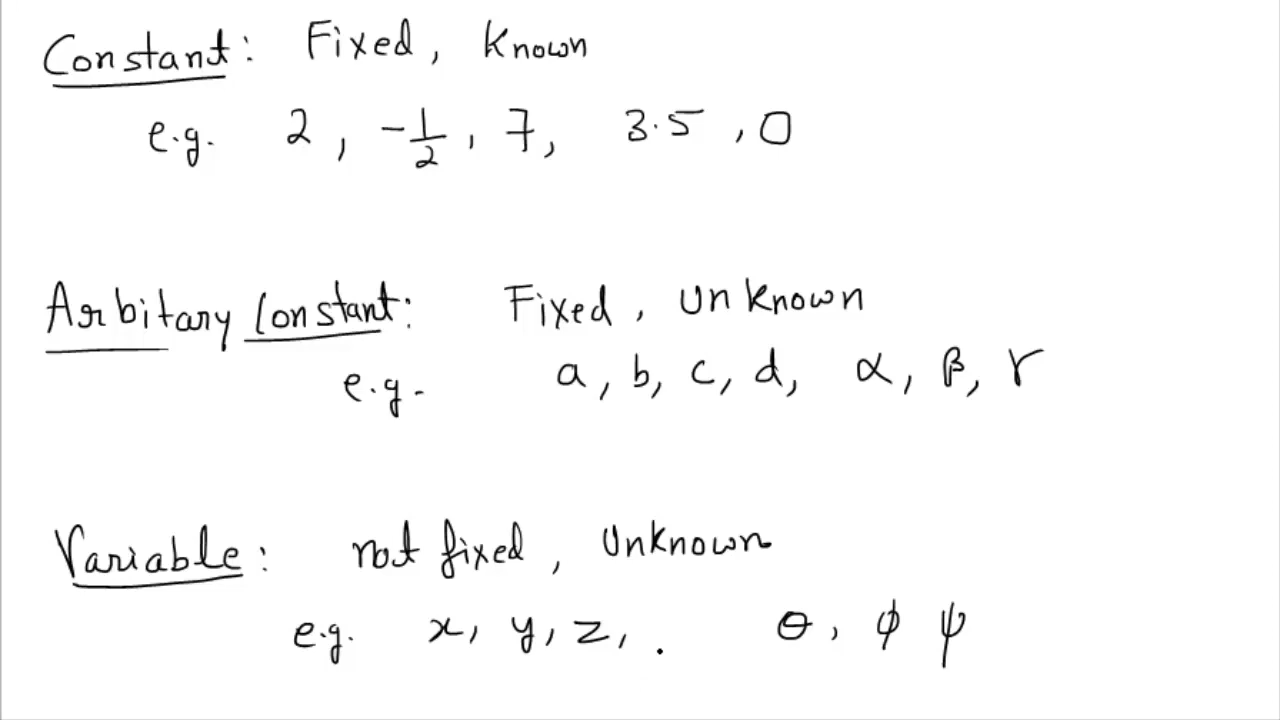 Constant: Fixed, Known
e.g. 2, -1/2, 7, 3.5, 0
Arbitary Constant: Fixed, Unknown
e.g. a, b, c, d, α, β, γ
Variable: not fixed, Unknown
e.g. x, y, z, . θ, ϕ ψ